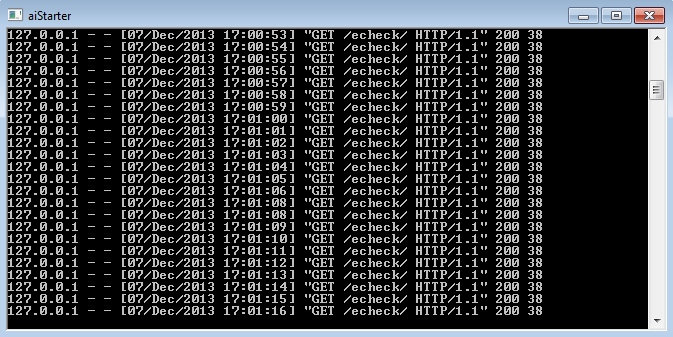 aiStarter
127.0.0.1 - - [07/Dec/2013 17:00:53] "GET /echeck/ HTTP/1.1" 200 38
127.0.0.1 - - [07/Dec/2013 17:00:54] "GET /echeck/ HTTP/1.1" 200 38
127.0.0.1 - - [07/Dec/2013 17:00:55] "GET /echeck/ HTTP/1.1" 200 38
127.0.0.1 - - [07/Dec/2013 17:00:56] "GET /echeck/ HTTP/1.1" 200 38
127.0.0.1 - - [07/Dec/2013 17:00:57] "GET /echeck/ HTTP/1.1" 200 38
127.0.0.1 - - [07/Dec/2013 17:00:58] "GET /echeck/ HTTP/1.1" 200 38
127.0.0.1 - - [07/Dec/2013 17:00:59] "GET /echeck/ HTTP/1.1" 200 38
127.0.0.1 - - [07/Dec/2013 17:01:00] "GET /echeck/ HTTP/1.1" 200 38
127.0.0.1 - - [07/Dec/2013 17:01:01] "GET /echeck/ HTTP/1.1" 200 38
127.0.0.1 - - [07/Dec/2013 17:01:02] "GET /echeck/ HTTP/1.1" 200 38
127.0.0.1 - - [07/Dec/2013 17:01:03] "GET /echeck/ HTTP/1.1" 200 38
127.0.0.1 - - [07/Dec/2013 17:01:04] "GET /echeck/ HTTP/1.1" 200 38
127.0.0.1 - - [07/Dec/2013 17:01:05] "GET /echeck/ HTTP/1.1" 200 38
127.0.0.1 - - [07/Dec/2013 17:01:06] "GET /echeck/ HTTP/1.1" 200 38
127.0.0.1 - - [07/Dec/2013 17:01:08] "GET /echeck/ HTTP/1.1" 200 38
127.0.0.1 - - [07/Dec/2013 17:01:08] "GET /echeck/ HTTP/1.1" 200 38
127.0.0.1 - - [07/Dec/2013 17:01:09] "GET /echeck/ HTTP/1.1" 200 38
127.0.0.1 - - [07/Dec/2013 17:01:10] "GET /echeck/ HTTP/1.1" 200 38
127.0.0.1 - - [07/Dec/2013 17:01:11] "GET /echeck/ HTTP/1.1" 200 38
127.0.0.1 - - [07/Dec/2013 17:01:12] "GET /echeck/ HTTP/1.1" 200 38
127.0.0.1 - - [07/Dec/2013 17:01:13] "GET /echeck/ HTTP/1.1" 200 38
127.0.0.1 - - [07/Dec/2013 17:01:14] "GET /echeck/ HTTP/1.1" 200 38
127.0.0.1 - - [07/Dec/2013 17:01:15] "GET /echeck/ HTTP/1.1" 200 38
127.0.0.1 - - [07/Dec/2013 17:01:16] "GET /echeck/ HTTP/1.1" 200 38